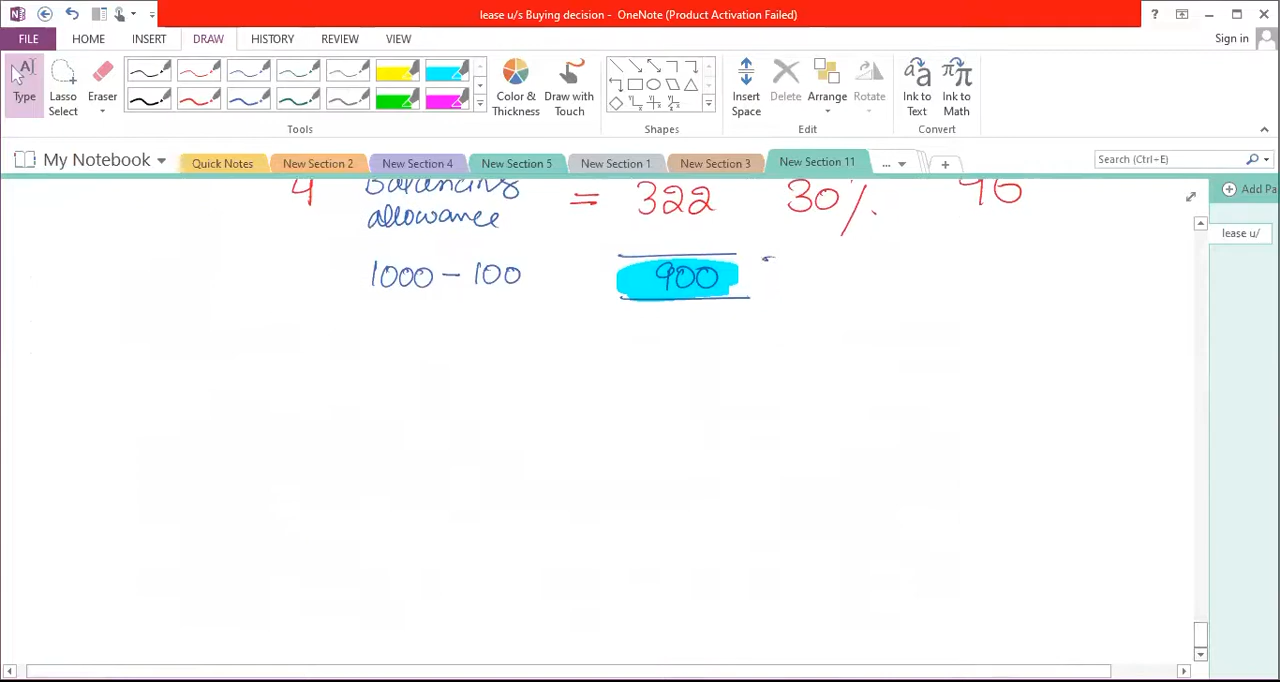 lease u/s Buying decision - OneNote (Product Activation Failed)
FILE HOME INSERT DRAW HISTORY REVIEW VIEW Sign in
Type Lasso Select Eraser Color & Thickness Draw with Touch Insert Space Delete Arrange Rotate Ink to Text Ink to Math
Tools Shapes Edit Convert
My Notebook Quick Notes New Section 2 New Section 4 New Section 5 New Section 1 New Section 3 New Section 11 ... + Search (Ctrl+E)
Add Pa
lease u/
4 Balancing allowance = 322 30% 96
1000 - 100 900